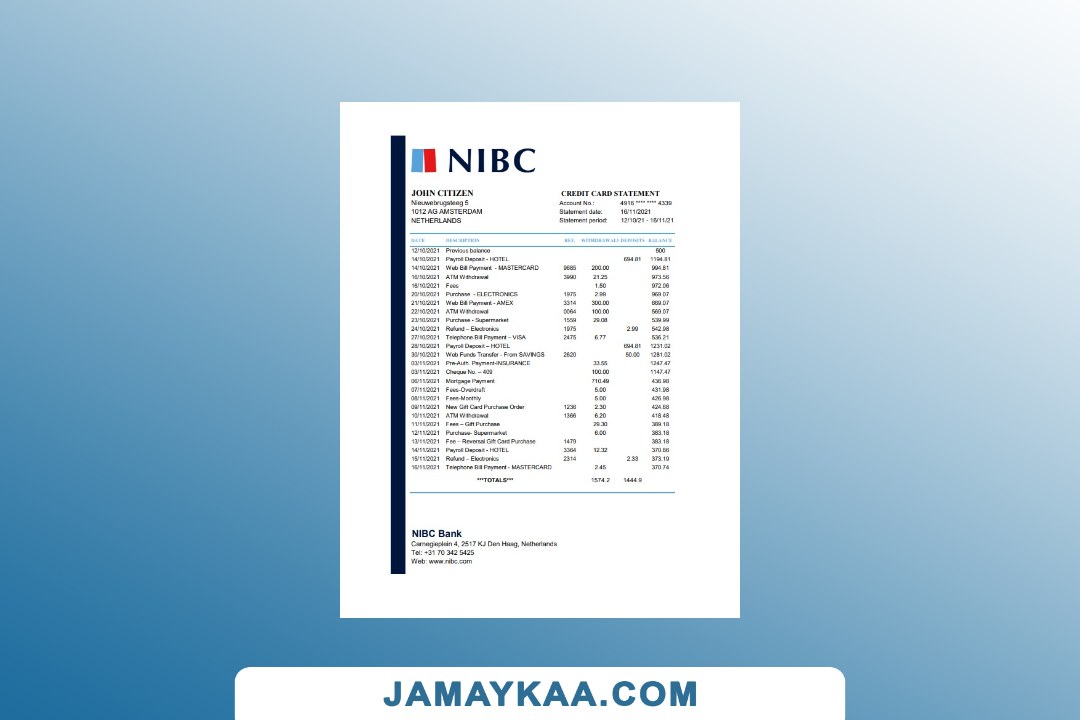 NIBC
JOHN CITIZEN
Nieuwebrugsteeg 5
1012 AG AMSTERDAM
NETHERLANDS
CREDIT CARD STATEMENT
Account No.: 4916 **** **** 4339
Statement date: 16/11/2021
Statement period: 12/10/21 - 16/11/21
DATE DESCRIPTION REF. WITHDRAWALS DEPOSITS BALANCE
12/10/2021 Previous balance 500
14/10/2021 Payroll Deposit - HOTEL 694.81 1194.81
14/10/2021 Web Bill Payment - MASTERCARD 9685 200.00 994.81
16/10/2021 ATM Withdrawal 3990 21.25 973.56
16/10/2021 Fees 1.50 972.06
20/10/2021 Purchase - ELECTRONICS 1975 2.99 969.07
21/10/2021 Web Bill Payment - AMEX 3314 300.00 669.07
22/10/2021 ATM Withdrawal 0064 100.00 569.07
23/10/2021 Purchase - Supermarket 1559 29.08 539.99
24/10/2021 Refund – Electronics 1975 2.99 542.98
27/10/2021 Telephone Bill Payment – VISA 2475 6.77 536.21
28/10/2021 Payroll Deposit – HOTEL 694.81 1231.02
30/10/2021 Web Funds Transfer - From SAVINGS 2620 50.00 1281.02
03/11/2021 Pre-Auth. Payment-INSURANCE 33.55 1247.47
03/11/2021 Cheque No. – 409 100.00 1147.47
06/11/2021 Mortgage Payment 710.49 436.98
07/11/2021 Fees-Overdraft 5.00 431.98
08/11/2021 Fees-Monthly 5.00 426.98
09/11/2021 New Gift Card Purchase Order 1236 2.30 424.68
10/11/2021 ATM Withdrawal 1366 6.20 418.48
11/11/2021 Fees – Gift Purchase 29.30 389.18
12/11/2021 Purchase- Supermarket 6.00 383.18
13/11/2021 Fee – Reversal Gift Card Purchase 1479 383.18
14/11/2021 Payroll Deposit - HOTEL 3364 12.32 370.86
15/11/2021 Refund – Electronics 2314 2.33 373.19
16/11/2021 Telephone Bill Payment - MASTERCARD 2.45 370.74
***TOTALS*** 1574.2 1444.9
NIBC Bank
Carnegieplein 4, 2517 KJ Den Haag, Netherlands
Tel: +31 70 342 5425
Web: www.nibc.com
JAMAYKAA.COM